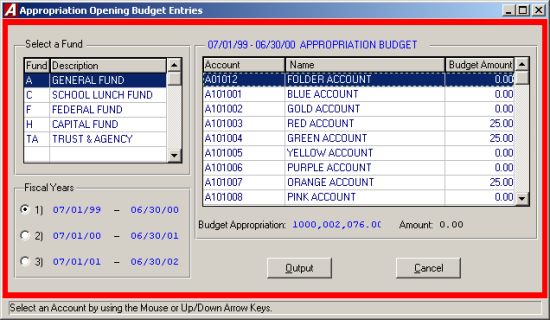 Appropriation Opening Budget Entries
Select a Fund
Fund Description
A GENERAL FUND
C SCHOOL LUNCH FUND
F FEDERAL FUND
H CAPITAL FUND
TA TRUST & AGENCY
Fiscal Years
1) 07/01/99 – 06/30/00
2) 07/01/00 – 06/30/01
3) 07/01/01 – 06/30/02
07/01/99 - 06/30/00 APPROPRIATION BUDGET
Account Name Budget Amount
A01012 FOLDER ACCOUNT 0.00
A101001 BLUE ACCOUNT 0.00
A101002 GOLD ACCOUNT 0.00
A101003 RED ACCOUNT 25.00
A101004 GREEN ACCOUNT 25.00
A101005 YELLOW ACCOUNT 0.00
A101006 PURPLE ACCOUNT 0.00
A101007 ORANGE ACCOUNT 25.00
A101008 PINK ACCOUNT 0.00
Budget Appropriation: 1000,002,076.00 Amount: 0.00
Output Cancel
Select an Account by using the Mouse or Up/Down Arrow Keys.